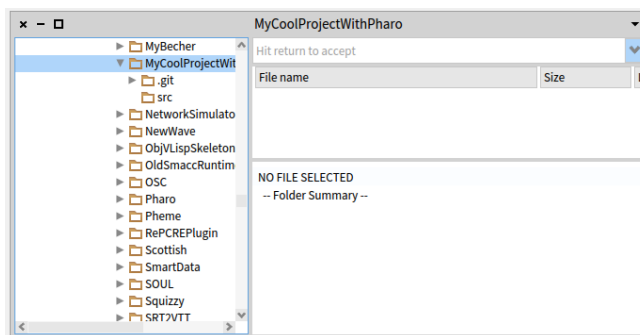 MyCoolProjectWithPharo
MyBecher
MyCoolProjectWit
.git
src
NetworkSimulato
NewWave
ObjVLispSkeleton
OldSmaccRuntim
OSC
Pharo
Pheme
RePCREPlugin
Scottish
SmartData
SOUL
Squizzy
SRT2VTT
Hit return to accept
File name Size
NO FILE SELECTED
-- Folder Summary --